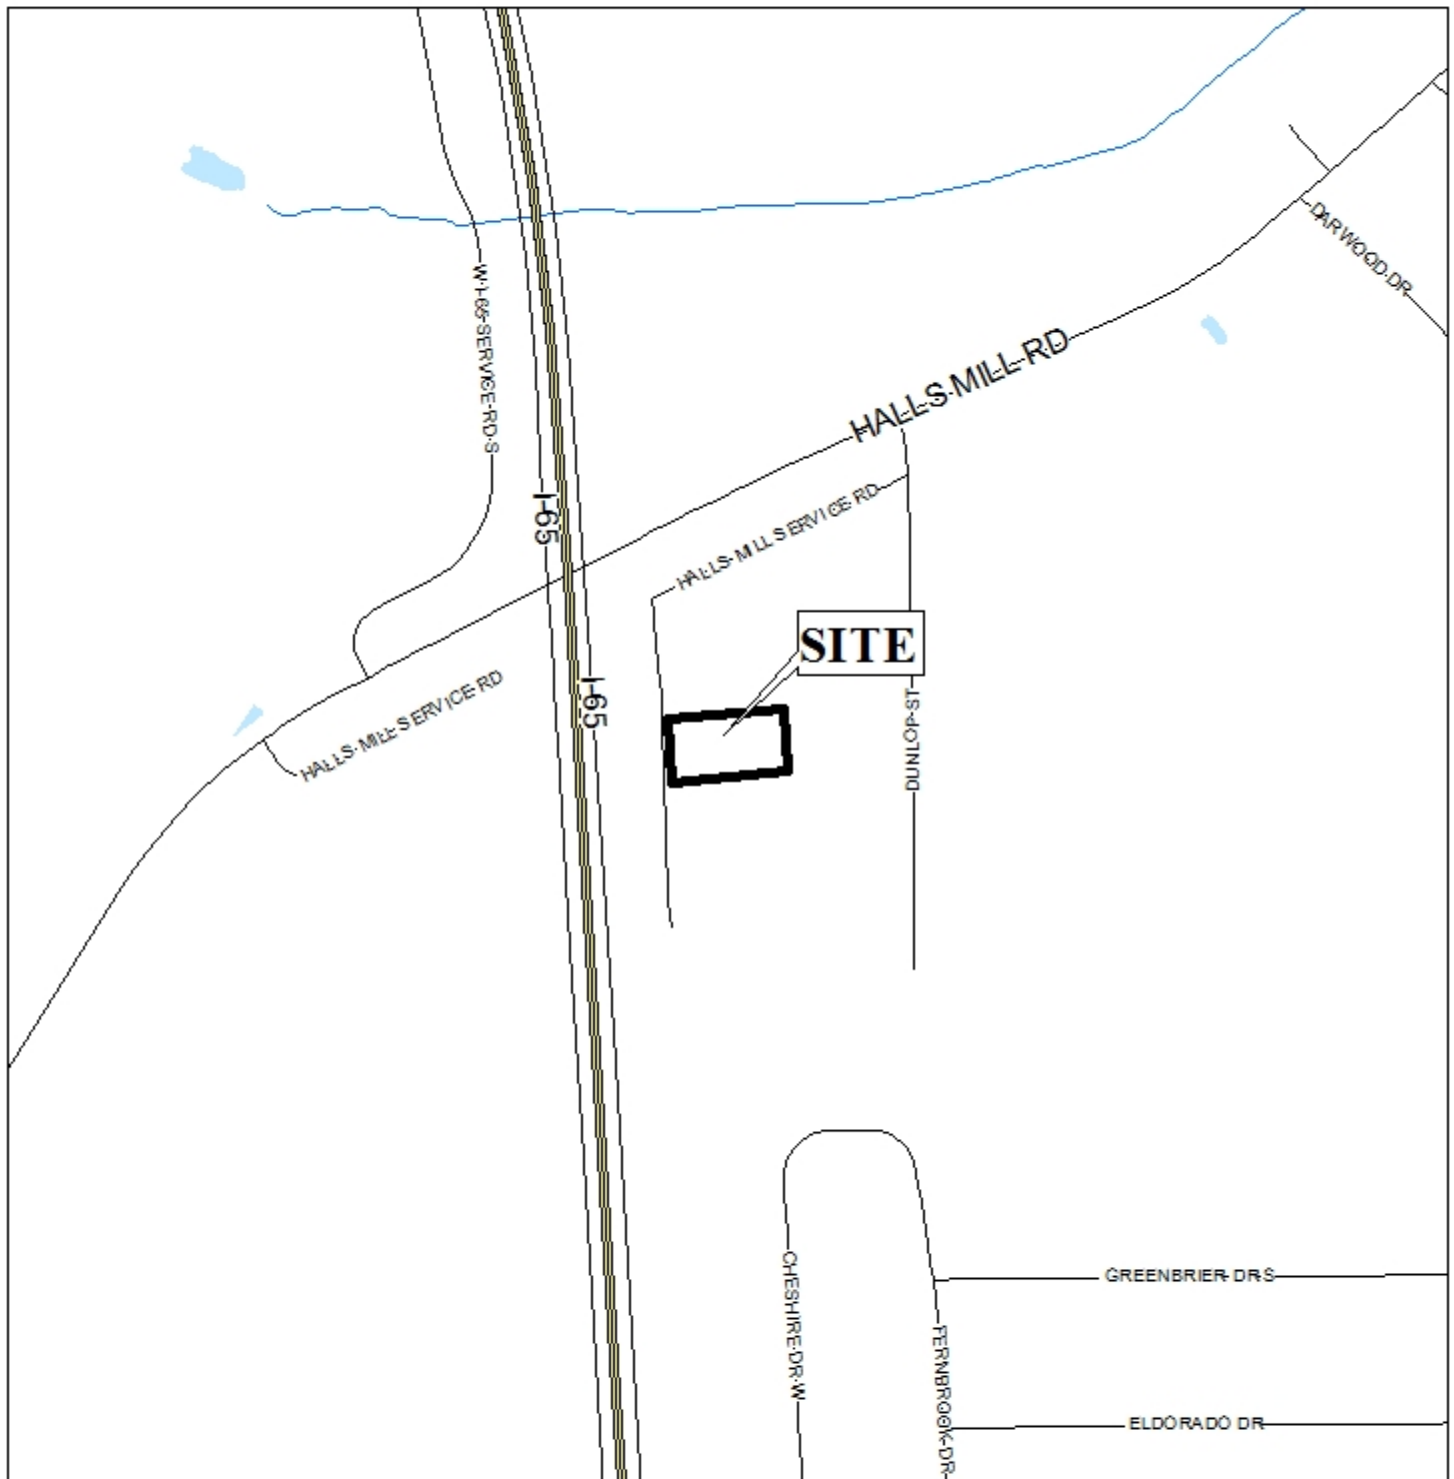 DARWOOD DR
W I-65 SERVICE RD S
HALLS MILL RD
HALLS MILL SERVICE RD
I-65
SITE
HALLS MILL SERVICE RD
I-65
DUNLOP ST
CHESHIRE DR W
GREENBRIER DR S
FERNBROOK DR
ELDORADO DR